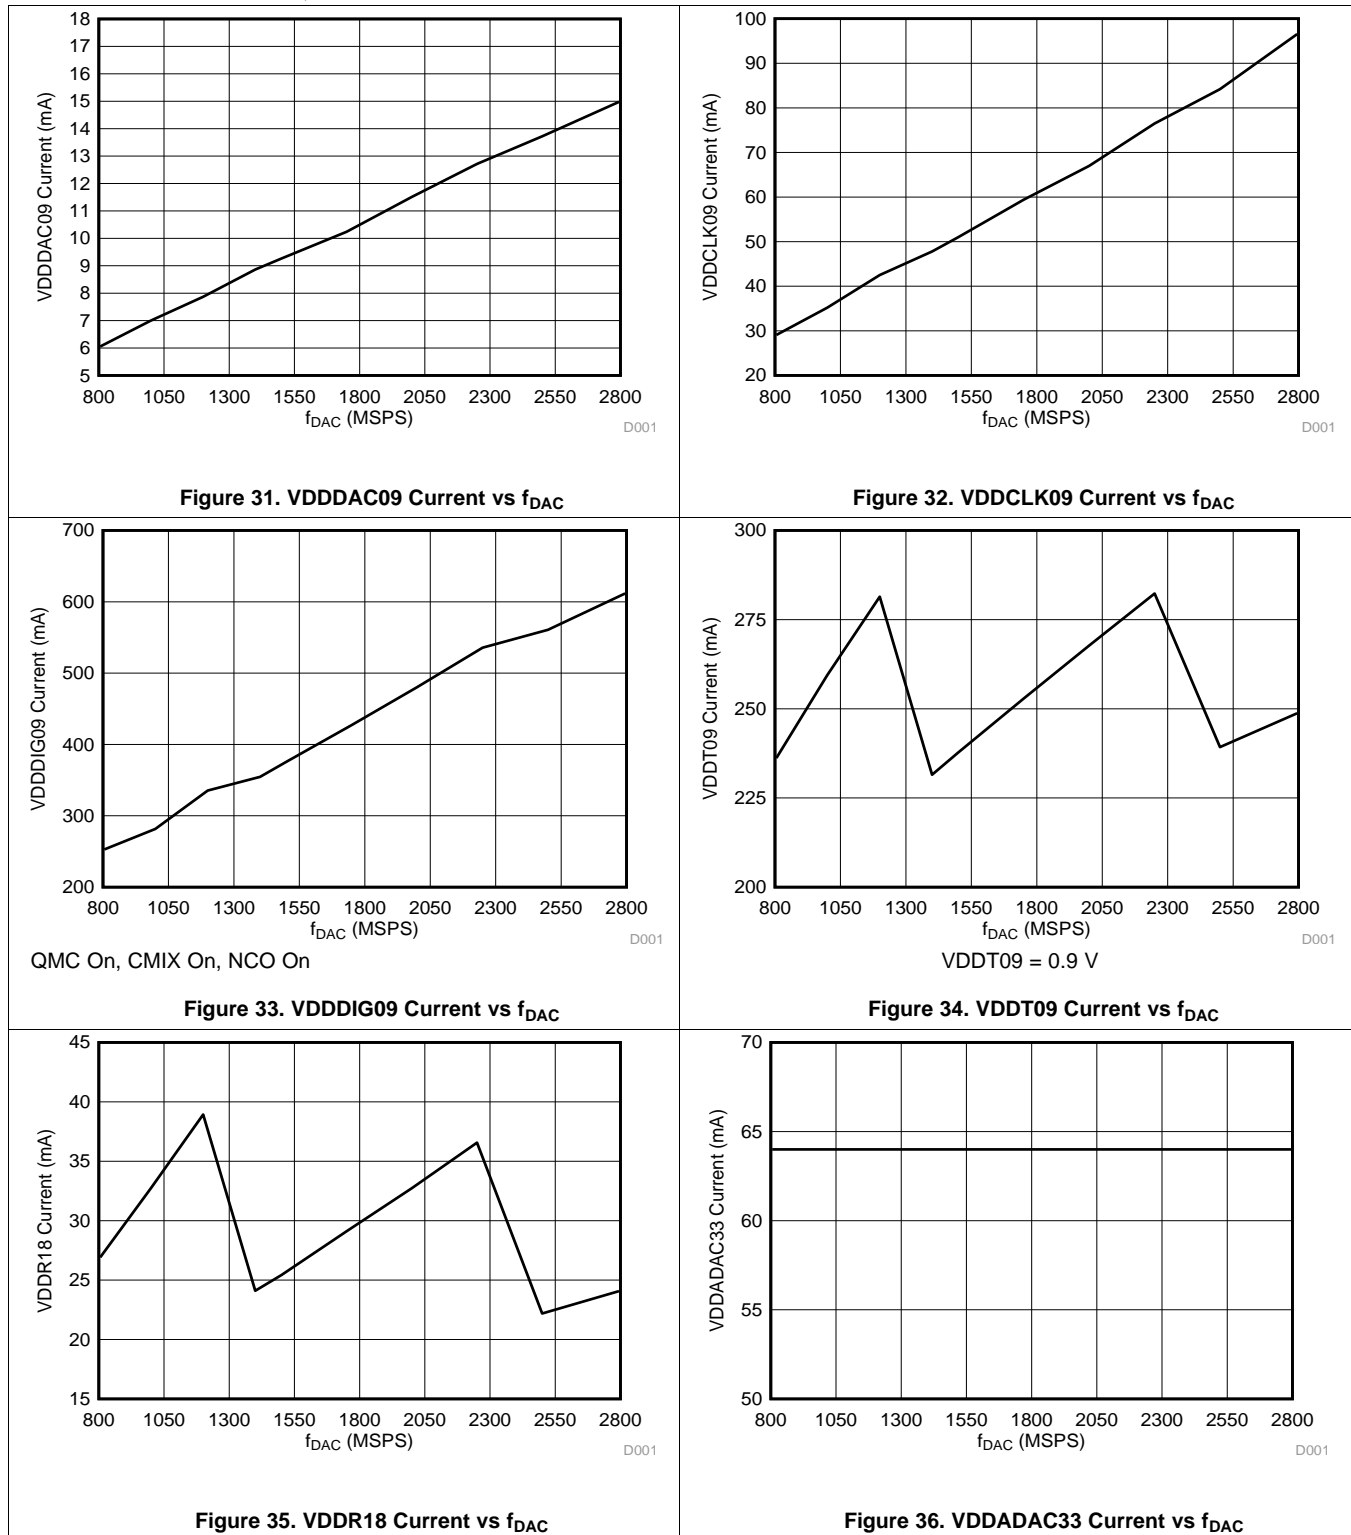 18
17
16
15
14
13
12
11
10
9
8
7
6
5
VDDDAC09 Current (mA)
800 1050 1300 1550 1800 2050 2300 2550 2800
fDAC (MSPS)
D001
Figure 31. VDDDAC09 Current vs fDAC
100
90
80
70
60
50
40
30
20
VDDCLK09 Current (mA)
800 1050 1300 1550 1800 2050 2300 2550 2800
fDAC (MSPS)
D001
Figure 32. VDDCLK09 Current vs fDAC
700
600
500
400
300
200
VDDDIG09 Current (mA)
800 1050 1300 1550 1800 2050 2300 2550 2800
fDAC (MSPS)
D001
QMC On, CMIX On, NCO On
Figure 33. VDDDIG09 Current vs fDAC
300
275
250
225
200
VDDT09 Current (mA)
800 1050 1300 1550 1800 2050 2300 2550 2800
fDAC (MSPS)
D001
VDDT09 = 0.9 V
Figure 34. VDDT09 Current vs fDAC
45
40
35
30
25
20
15
VDDR18 Current (mA)
800 1050 1300 1550 1800 2050 2300 2550 2800
fDAC (MSPS)
D001
Figure 35. VDDR18 Current vs fDAC
70
65
60
55
50
VDDADAC33 Current (mA)
800 1050 1300 1550 1800 2050 2300 2550 2800
fDAC (MSPS)
D001
Figure 36. VDDADAC33 Current vs fDAC